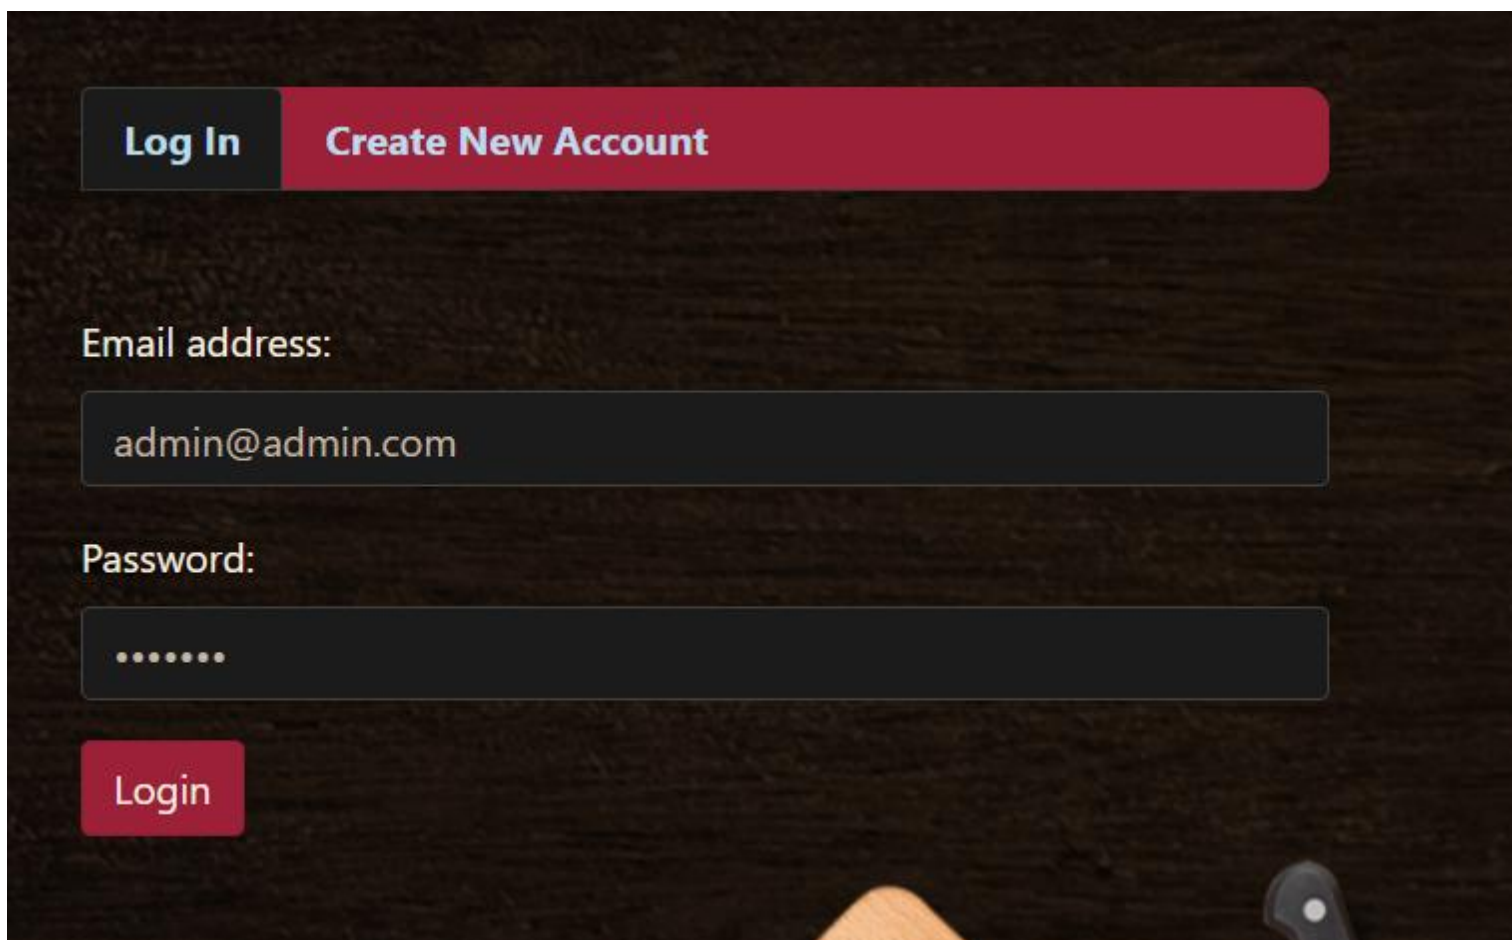 Log In
Create New Account
Email address:
admin@admin.com
Password:
•••••••
Login